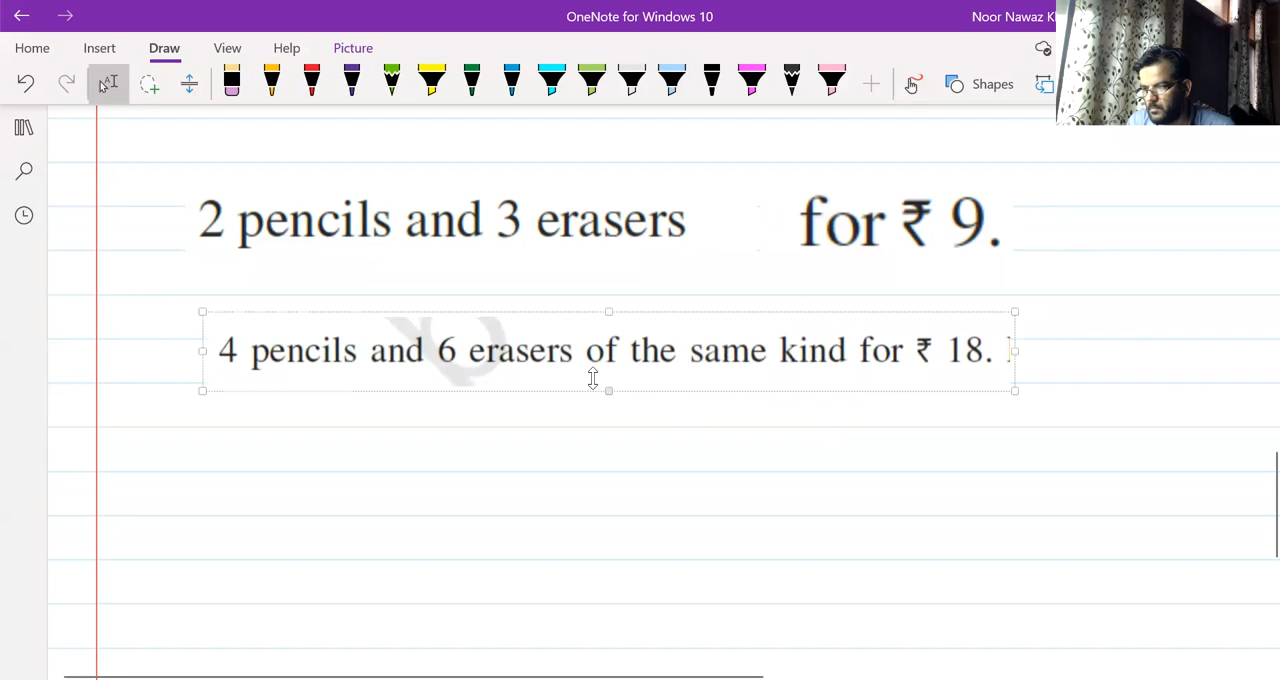 OneNote for Windows 10
Noor Nawaz
Home Insert Draw View Help Picture
Shapes
2 pencils and 3 erasers for ₹ 9.
4 pencils and 6 erasers of the same kind for ₹ 18.